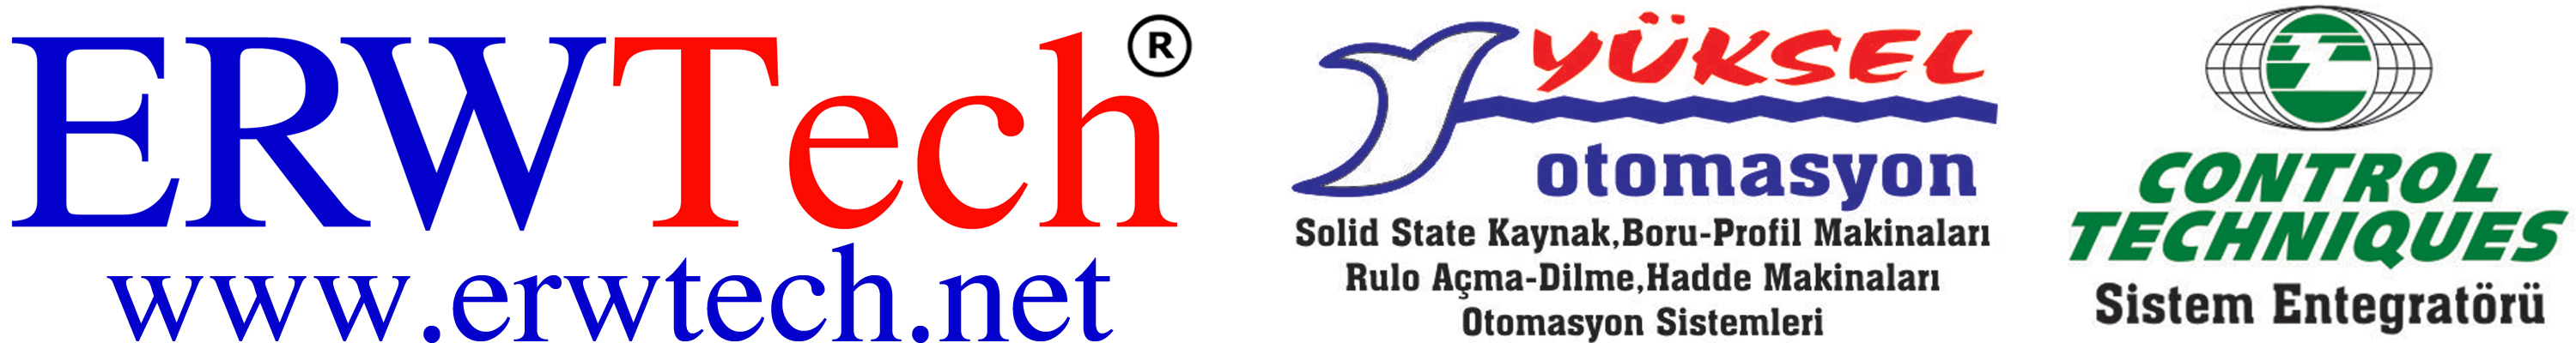 ERWTech®
www.erwtech.net
YÜKSEL
otomasyon
Solid State Kaynak,Boru-Profil Makinaları
Rulo Açma-Dilme,Hadde Makinaları
Otomasyon Sistemleri
CONTROL
TECHNIQUES
Sistem Entegratörü